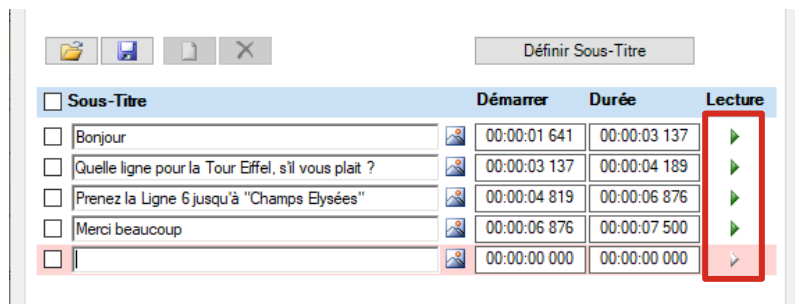 Définir Sous-Titre
Sous-Titre Démarrer Durée Lecture
Bonjour 00:00:01 641 00:00:03 137
Quelle ligne pour la Tour Eiffel, s'il vous plait ? 00:00:03 137 00:00:04 189
Prenez la Ligne 6 jusqu'à "Champs Elysées" 00:00:04 819 00:00:06 876
Merci beaucoup 00:00:06 876 00:00:07 500
00:00:00 000 00:00:00 000